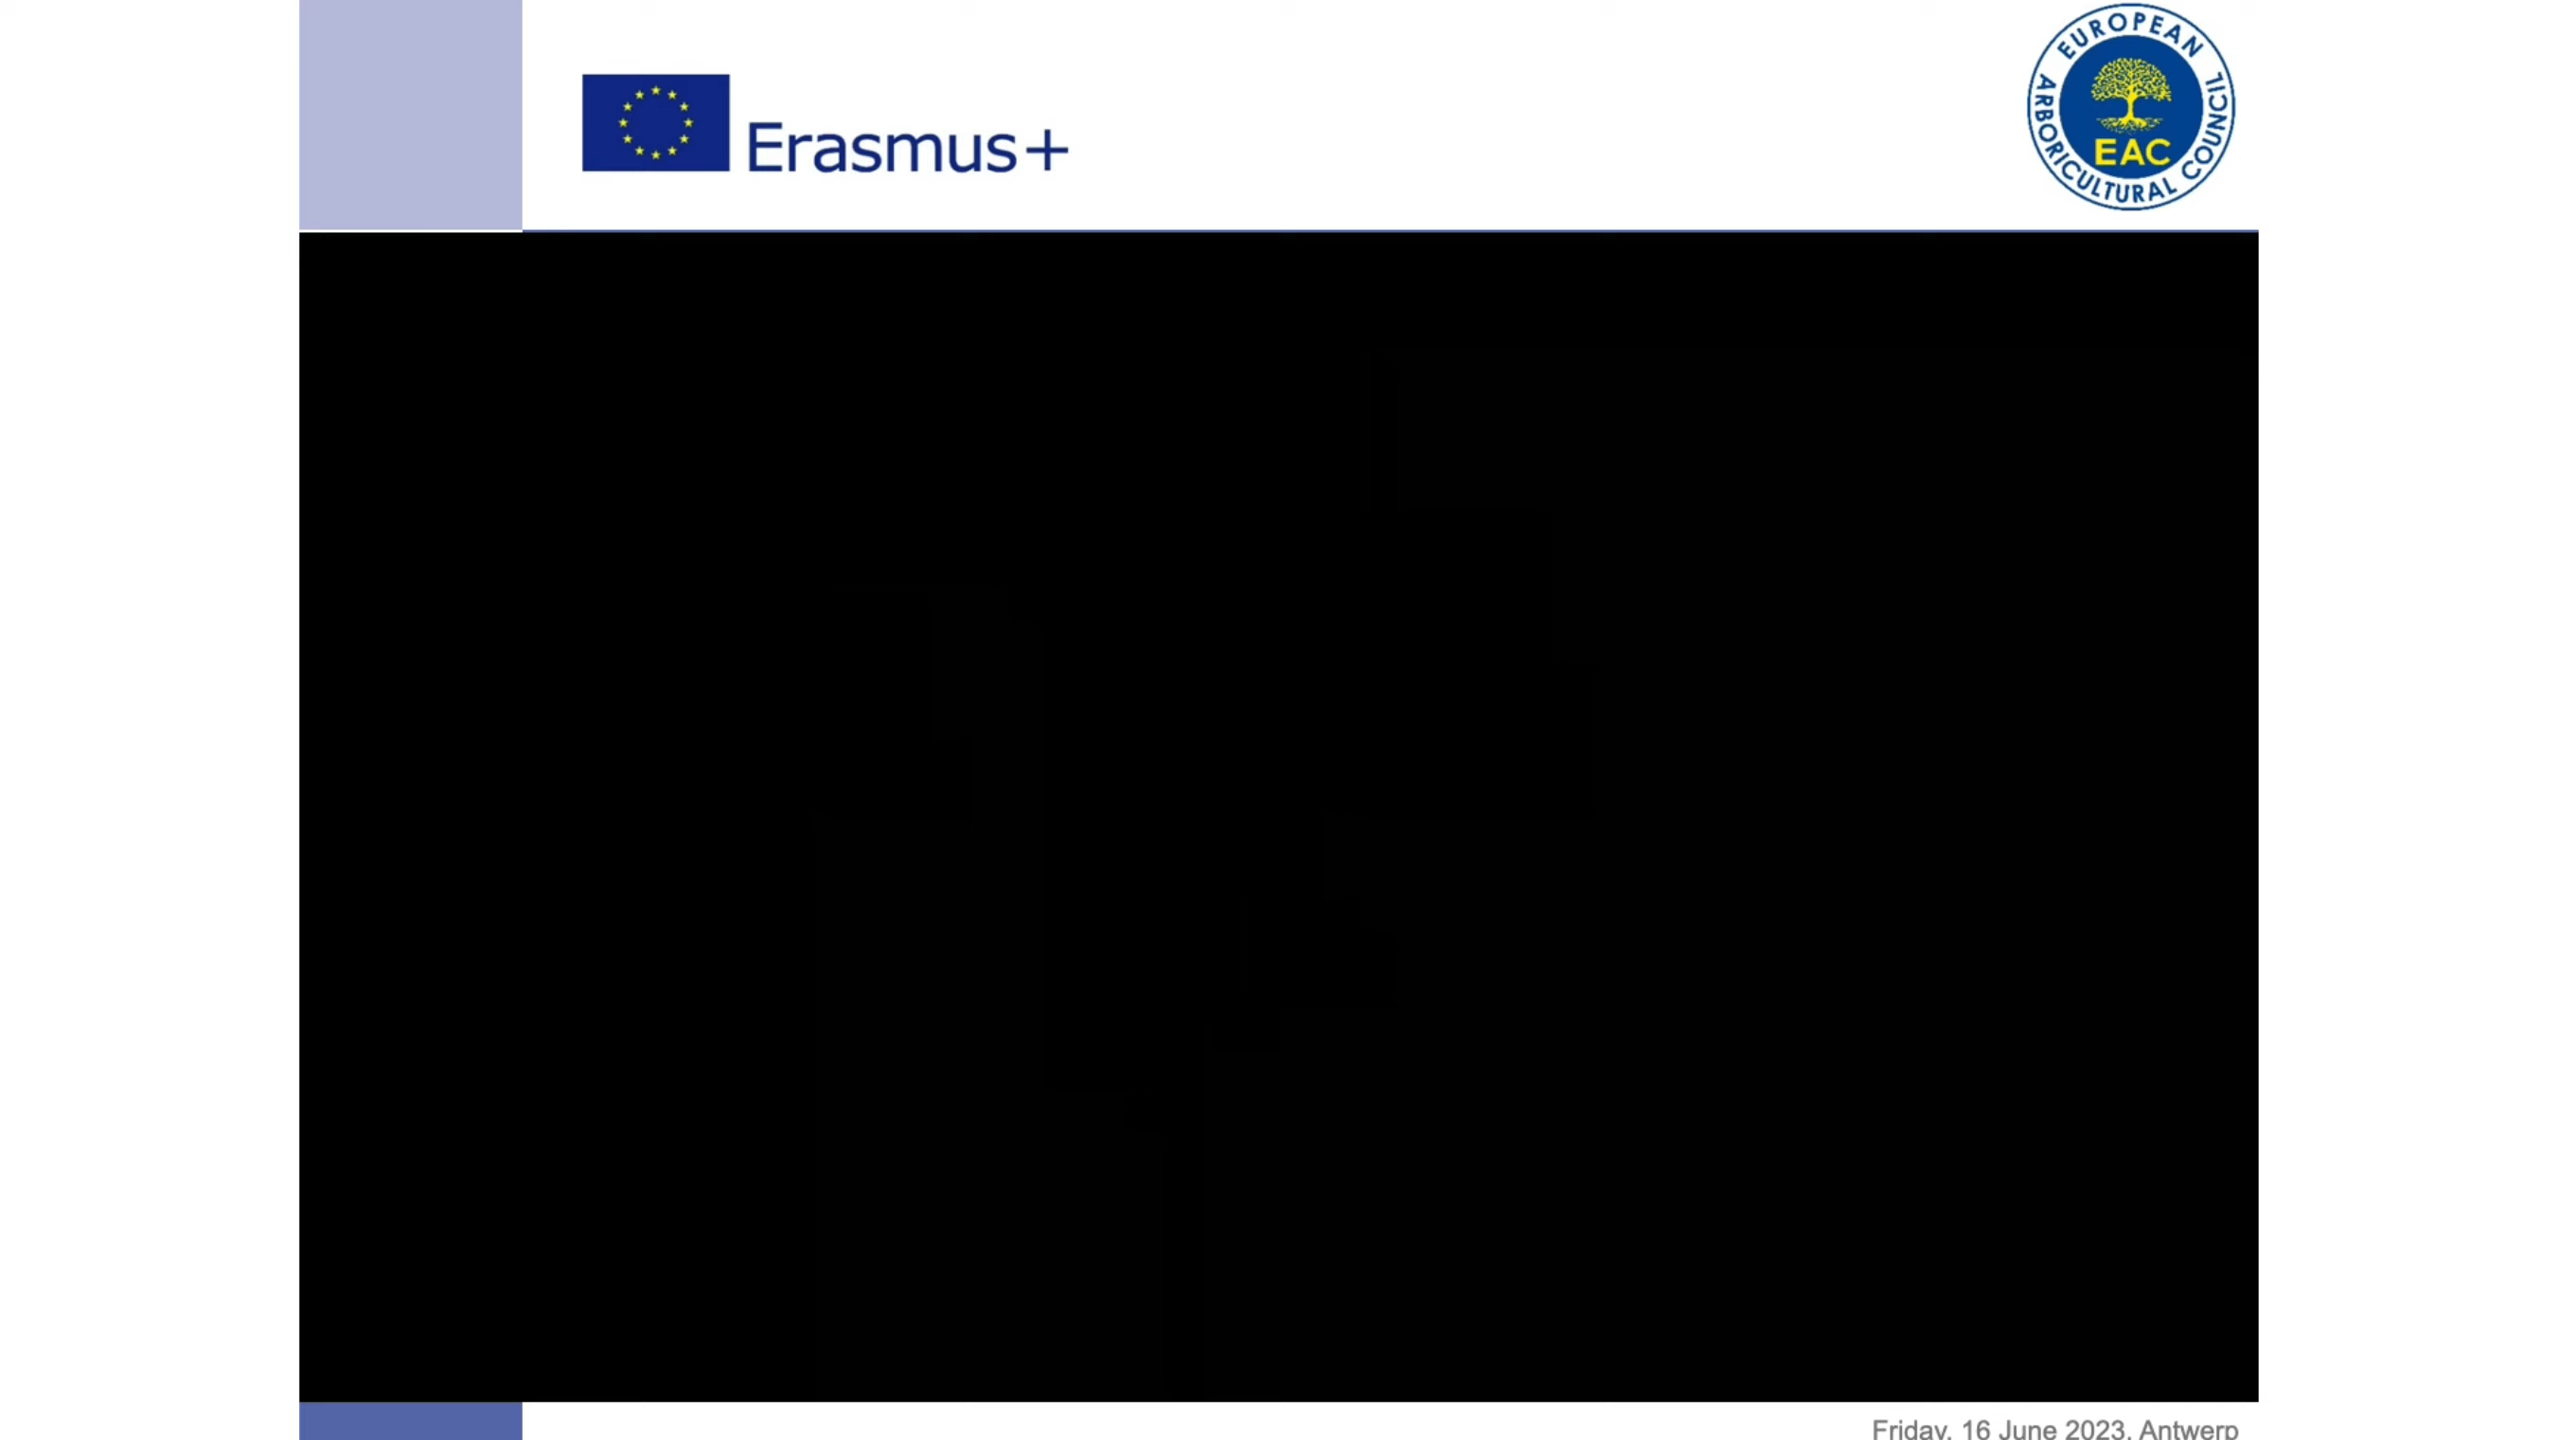 EUROPEAN
ARBORICULTURAL COUNCIL
EAC
Erasmus+
Friday, 16 June 2023, Antwerp